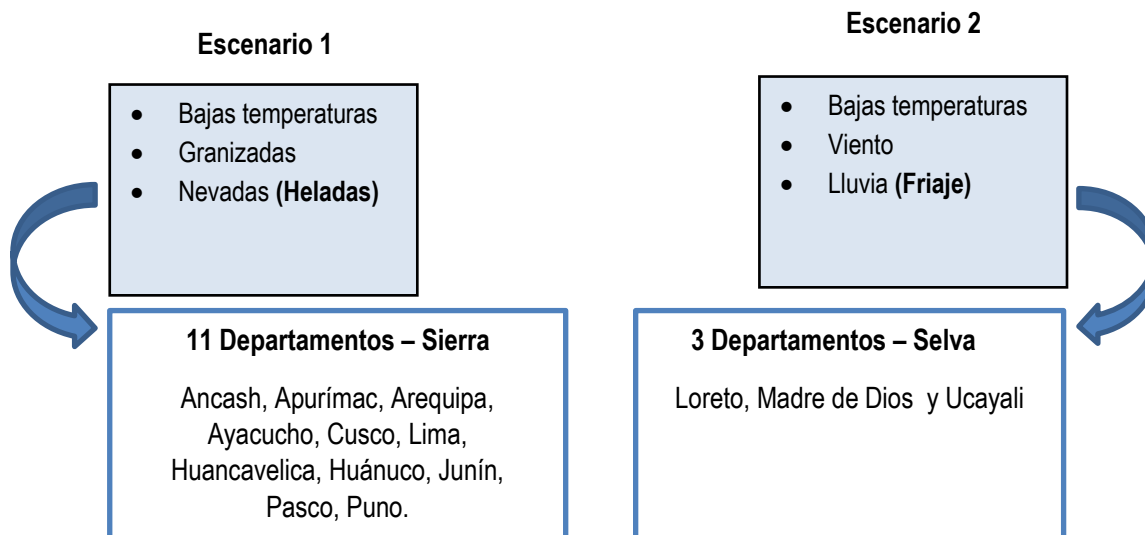 Escenario 1
• Bajas temperaturas
• Granizadas
• Nevadas (Heladas)
11 Departamentos – Sierra
Ancash, Apurímac, Arequipa,
Ayacucho, Cusco, Lima,
Huancavelica, Huánuco, Junín,
Pasco, Puno.
Escenario 2
• Bajas temperaturas
• Viento
• Lluvia (Friaje)
3 Departamentos – Selva
Loreto, Madre de Dios y Ucayali